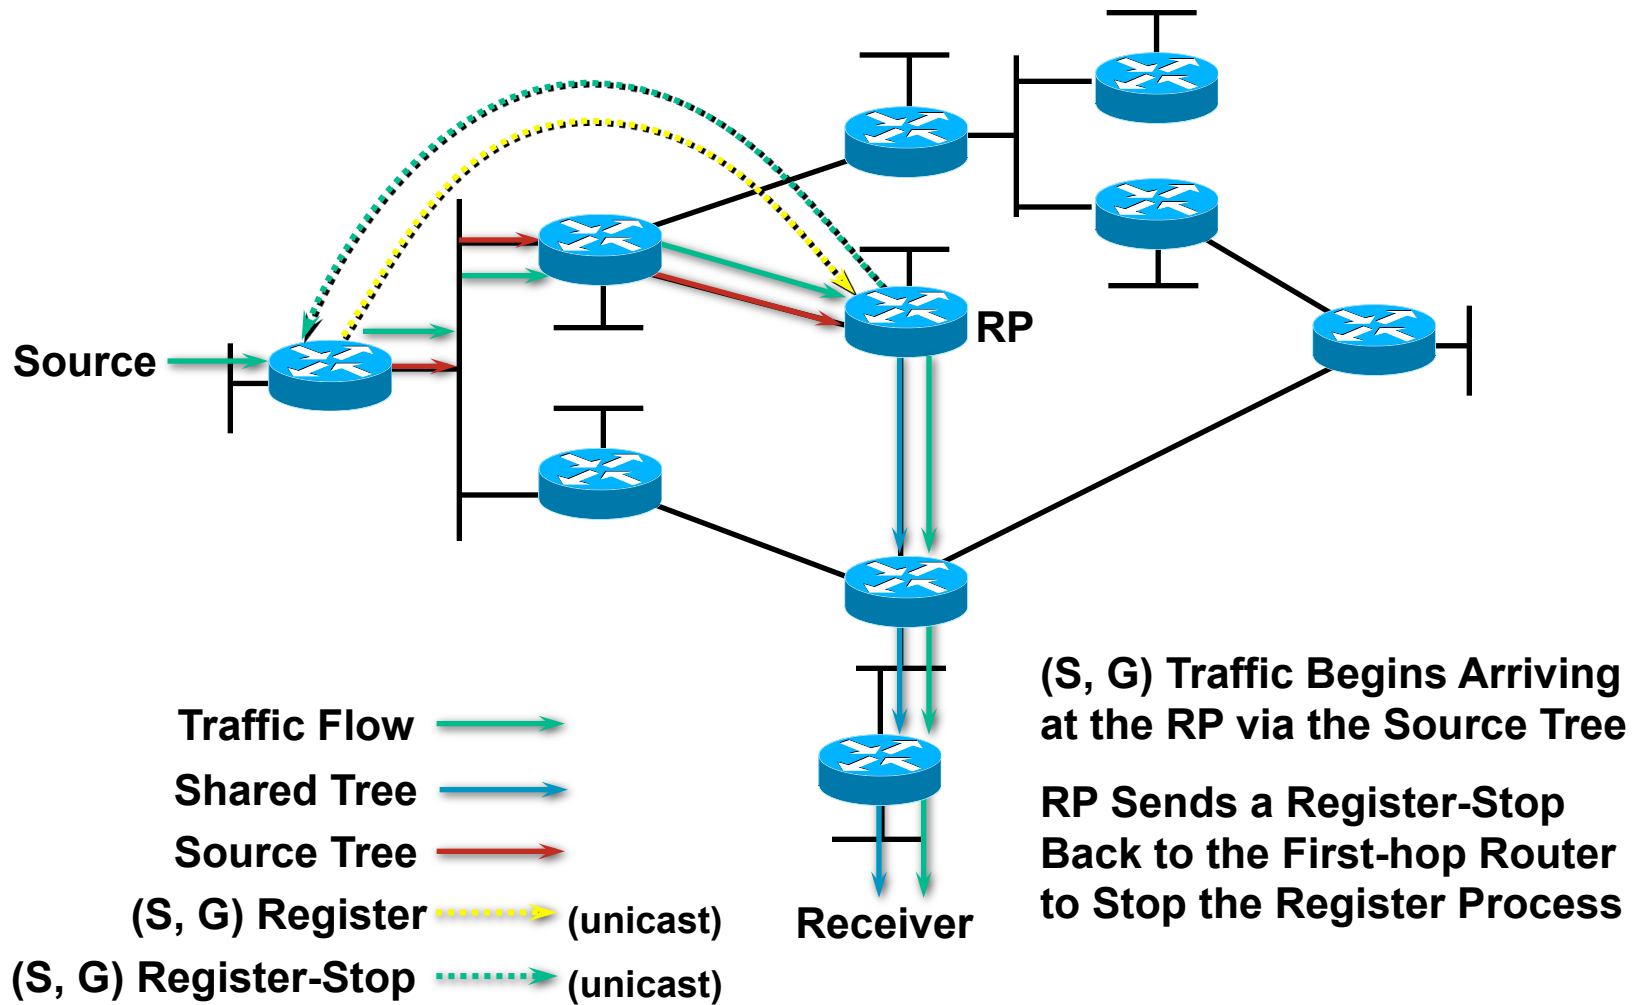 RP
Source
(S, G) Traffic Begins Arriving
at the RP via the Source Tree
RP Sends a Register-Stop
Back to the First-hop Router
to Stop the Register Process
Traffic Flow
Shared Tree
Source Tree
(S, G) Register (unicast)
(S, G) Register-Stop (unicast)
Receiver